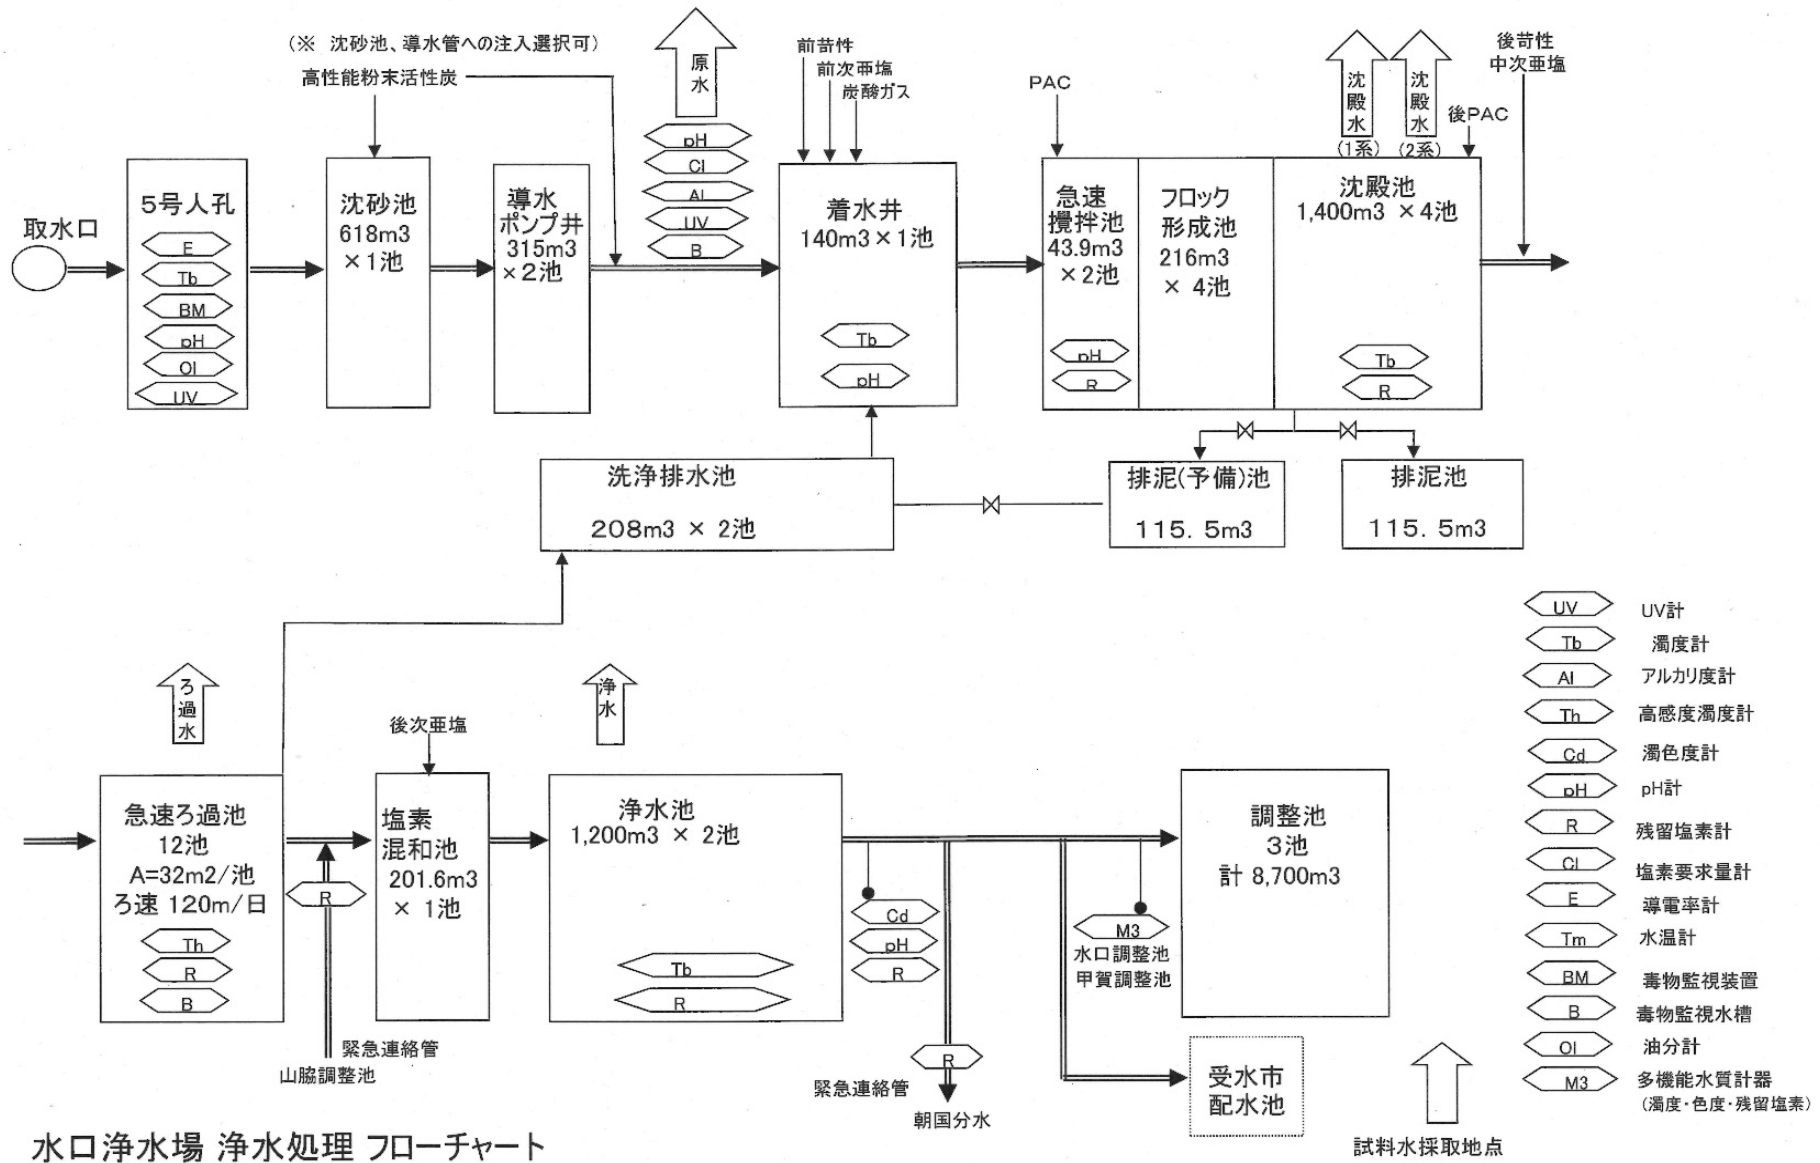 (※ 沈砂池、導水管への注入選択可)
高性能粉末活性炭
原水
pH
Cl
Al
UV
B
前苛性
前次亜塩
炭酸ガス
PAC
沈殿水
(1系)
沈殿水
(2系)
後PAC
後苛性
中次亜塩
取水口
5号人孔
E
Tb
BM
pH
OI
UV
沈砂池
618m3
×1池
導水
ポンプ井
315m3
×2池
着水井
140m3×1池
Tb
pH
急速
攪拌池
43.9m3
×2池
pH
R
フロック
形成池
216m3
× 4池
沈殿池
1,400m3 ×4池
Tb
R
洗浄排水池
208m3 × 2池
排泥(予備)池
115.5m3
排泥池
115.5m3
ろ過水
浄水
後次亜塩
急速ろ過池
12池
A=32m2/池
ろ速 120m/日
Th
R
B
R
緊急連絡管
山脇調整池
塩素
混和池
201.6m3
× 1池
浄水池
1,200m3 × 2池
Tb
R
Cd
pH
R
R
緊急連絡管
朝国分水
M3
水口調整池
甲賀調整池
調整池
3池
計 8,700m3
受水市
配水池
試料水採取地点
UV UV計
Tb 濁度計
Al アルカリ度計
Th 高感度濁度計
Cd 濁色度計
pH pH計
R 残留塩素計
Cl 塩素要求量計
E 導電率計
Tm 水温計
BM 毒物監視装置
B 毒物監視水槽
OI 油分計
M3 多機能水質計器
(濁度・色度・残留塩素)
水口浄水場 浄水処理 フローチャート